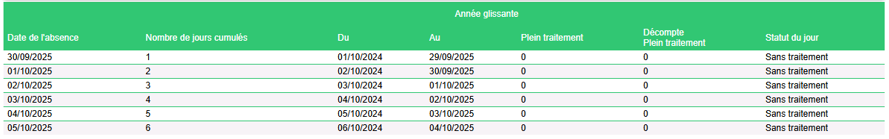 Année glissante
Date de l'absence Nombre de jours cumulés Du Au Plein traitement Décompte Plein traitement Statut du jour
30/09/2025 1 01/10/2024 29/09/2025 0 0 Sans traitement
01/10/2025 2 02/10/2024 30/09/2025 0 0 Sans traitement
02/10/2025 3 03/10/2024 01/10/2025 0 0 Sans traitement
03/10/2025 4 04/10/2024 02/10/2025 0 0 Sans traitement
04/10/2025 5 05/10/2024 03/10/2025 0 0 Sans traitement
05/10/2025 6 06/10/2024 04/10/2025 0 0 Sans traitement